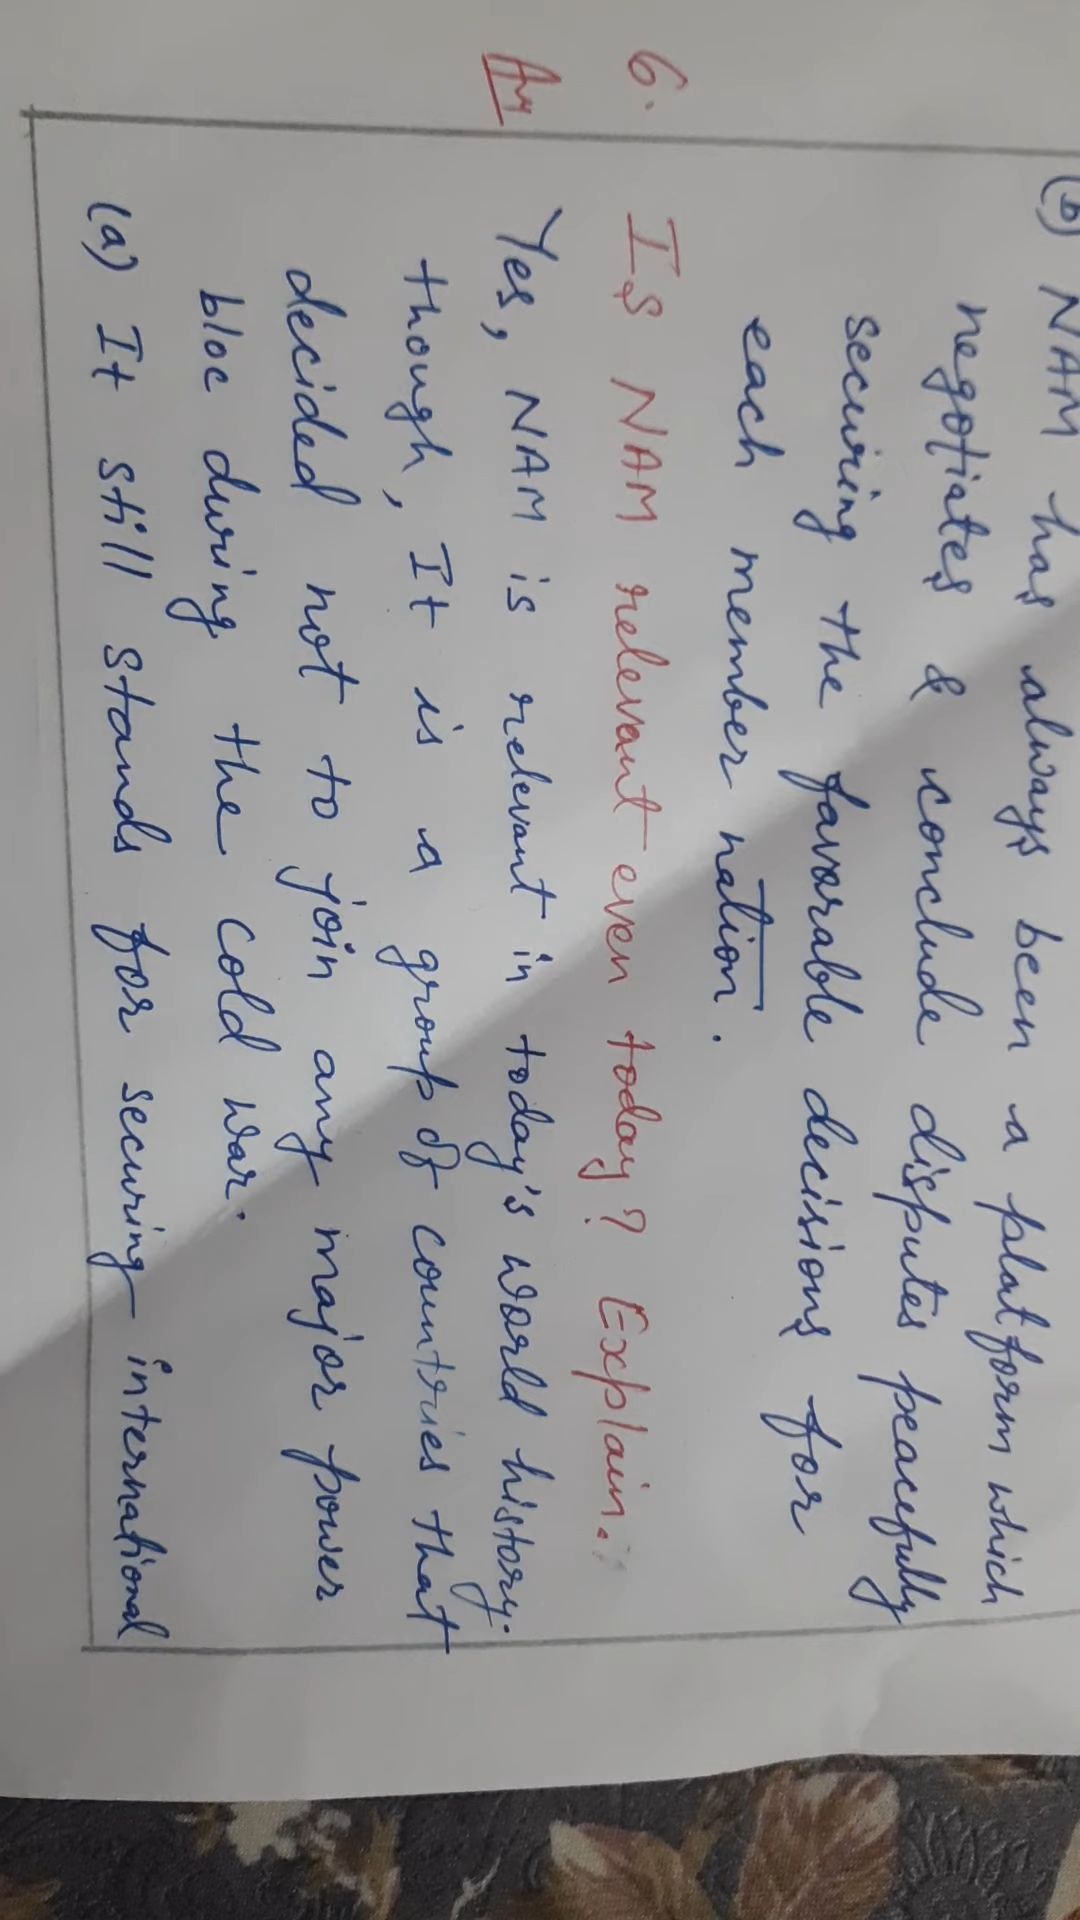 (b) NAM has always been a platform which
negotiates & conclude disputes peacefully
securing the favorable decisions for
each member nation.
6. IS NAM relevant even today? Explain.?
Ans Yes, NAM is relevant in today's world history.
though, It is a group of countries that
decided not to join any major power
bloc during the cold war.
(a) It still stands for securing international